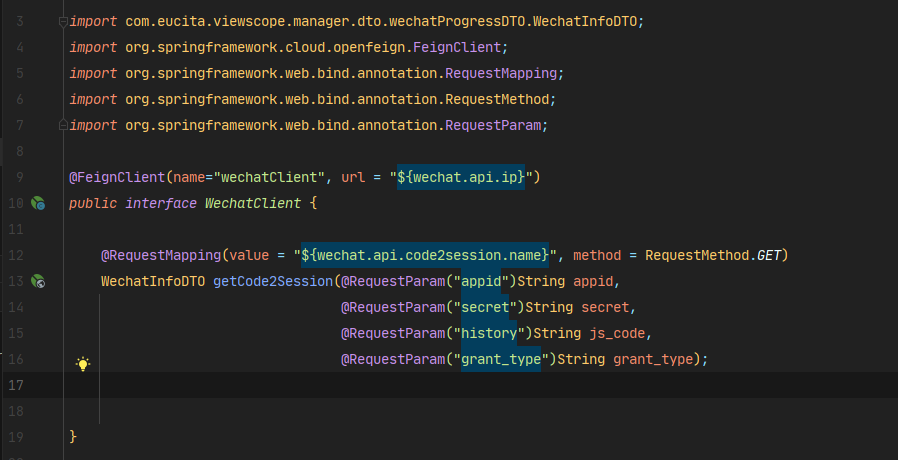 3 import com.eucita.viewscope.manager.dto.wechatProgressDTO.WechatInfoDTO;
4 import org.springframework.cloud.openfeign.FeignClient;
5 import org.springframework.web.bind.annotation.RequestMapping;
6 import org.springframework.web.bind.annotation.RequestMethod;
7 import org.springframework.web.bind.annotation.RequestParam;
8
9 @FeignClient(name="wechatClient", url = "${wechat.api.ip}")
10 public interface WechatClient {
11
12 @RequestMapping(value = "${wechat.api.code2session.name}", method = RequestMethod.GET)
13 WechatInfoDTO getCode2Session(@RequestParam("appid")String appid,
14 @RequestParam("secret")String secret,
15 @RequestParam("history")String js_code,
16 @RequestParam("grant_type")String grant_type);
17
18
19 }